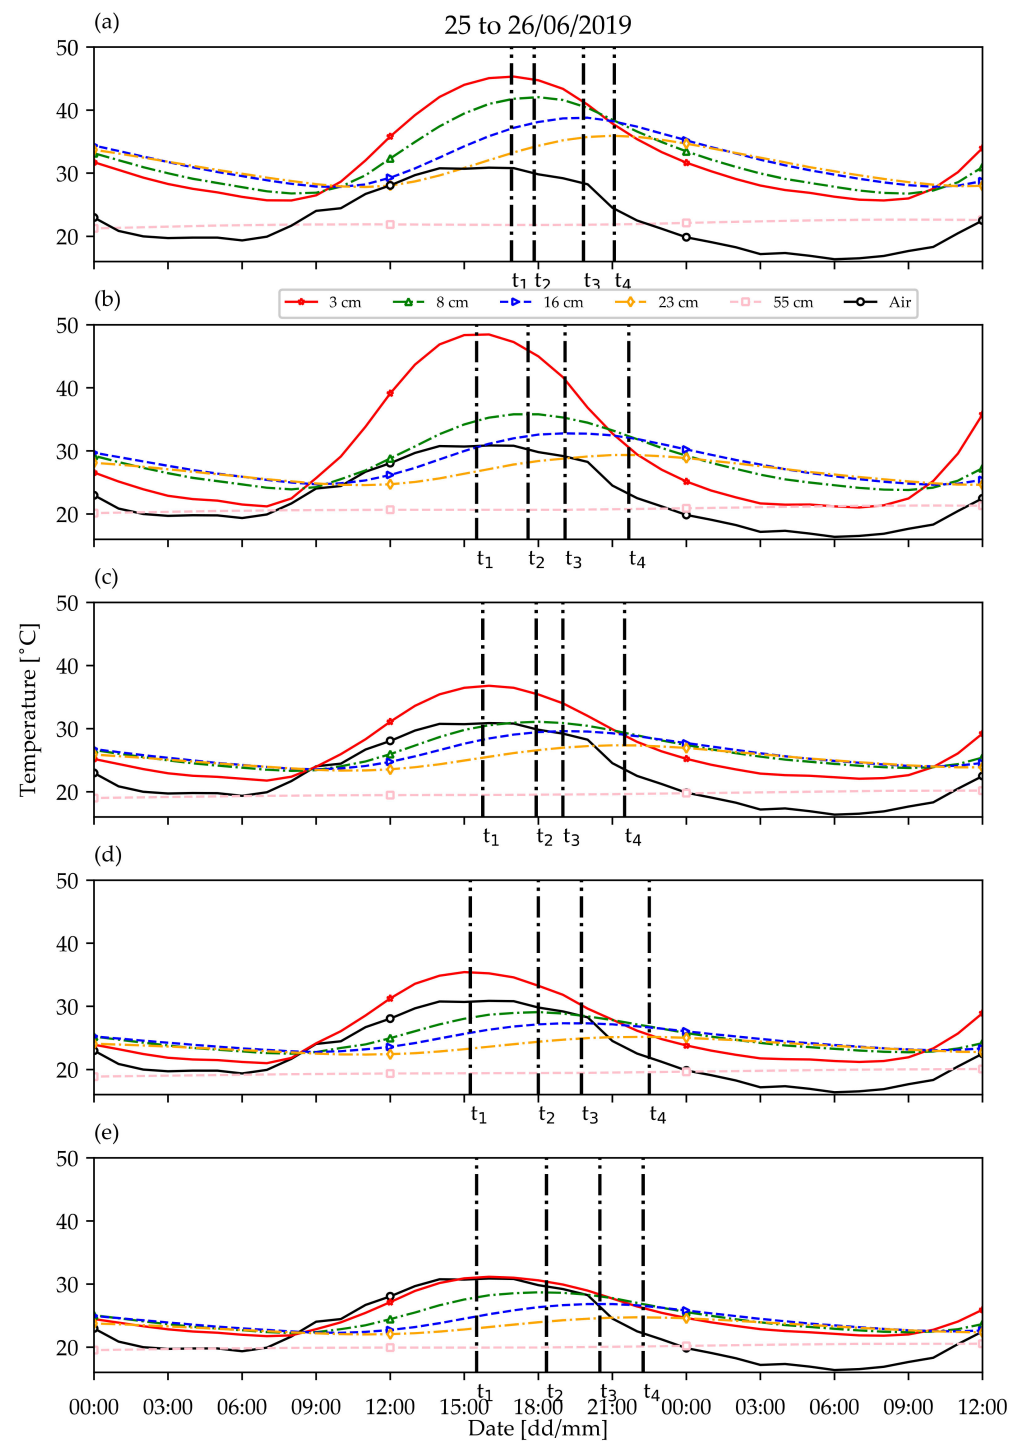 (a)
25 to 26/06/2019
50
40
30
20
t1 t2 t3 t4
(b)
3 cm 8 cm 16 cm 23 cm 55 cm Air
50
40
30
20
t1 t2 t3 t4
(c)
50
40
30
20
t1 t2 t3 t4
Temperature [°C]
(d)
50
40
30
20
t1 t2 t3 t4
(e)
50
40
30
20
t1 t2 t3 t4
00:00 03:00 06:00 09:00 12:00 15:00 18:00 21:00 00:00 03:00 06:00 09:00 12:00
Date [dd/mm]